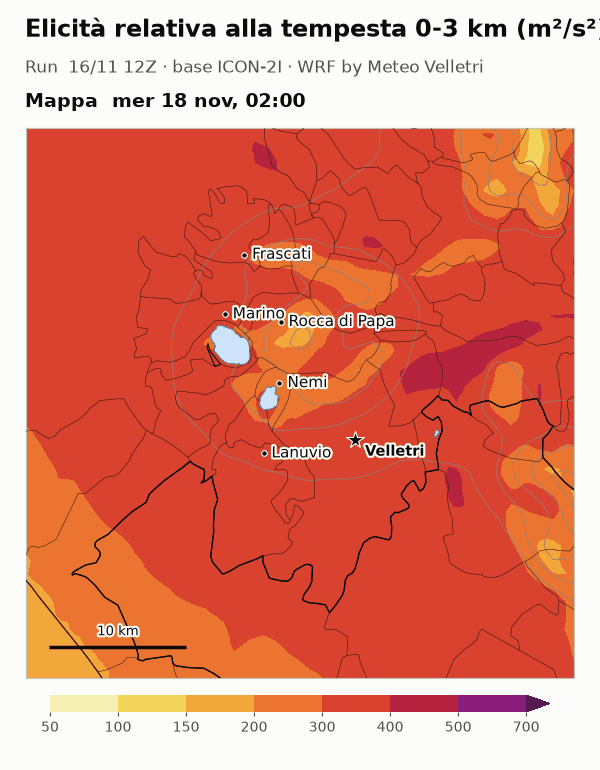 Elicità relativa alla tempesta 0-3 km (m²/s²)
Run 16/11 12Z · base ICON-2I · WRF by Meteo Velletri
Mappa mer 18 nov, 02:00
Frascati
Marino
Rocca di Papa
Nemi
Velletri
Lanuvio
10 km
50 100 150 200 300 400 500 700